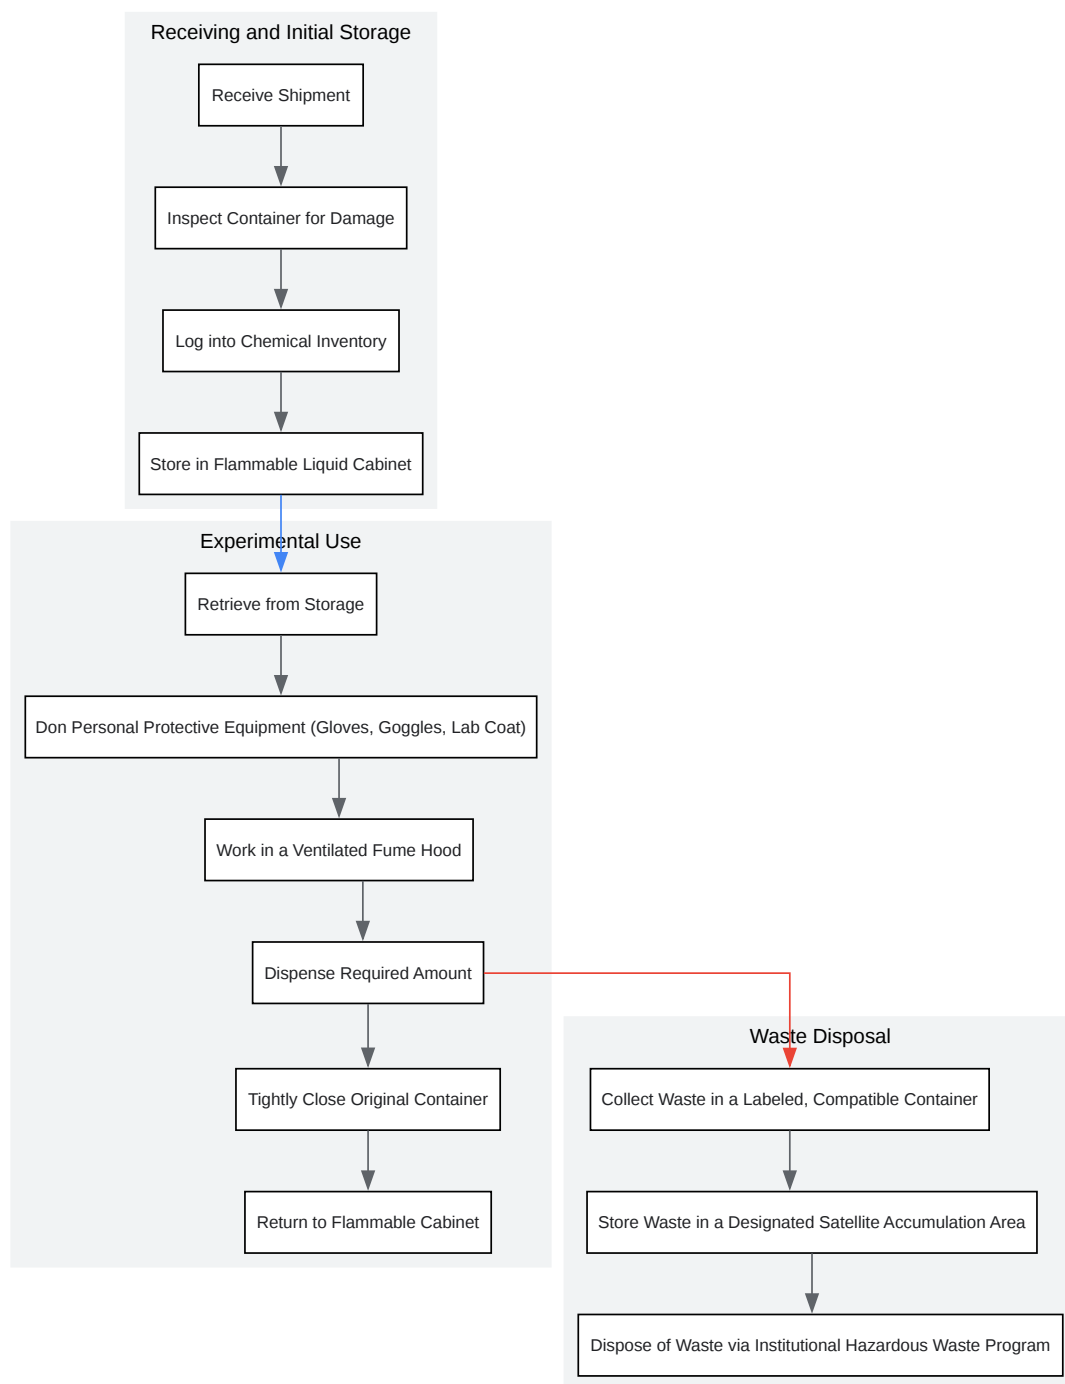 Receiving and Initial Storage
Receive Shipment
Inspect Container for Damage
Log into Chemical Inventory
Store in Flammable Liquid Cabinet
Experimental Use
Retrieve from Storage
Don Personal Protective Equipment (Gloves, Goggles, Lab Coat)
Work in a Ventilated Fume Hood
Dispense Required Amount
Tightly Close Original Container
Return to Flammable Cabinet
Waste Disposal
Collect Waste in a Labeled, Compatible Container
Store Waste in a Designated Satellite Accumulation Area
Dispose of Waste via Institutional Hazardous Waste Program